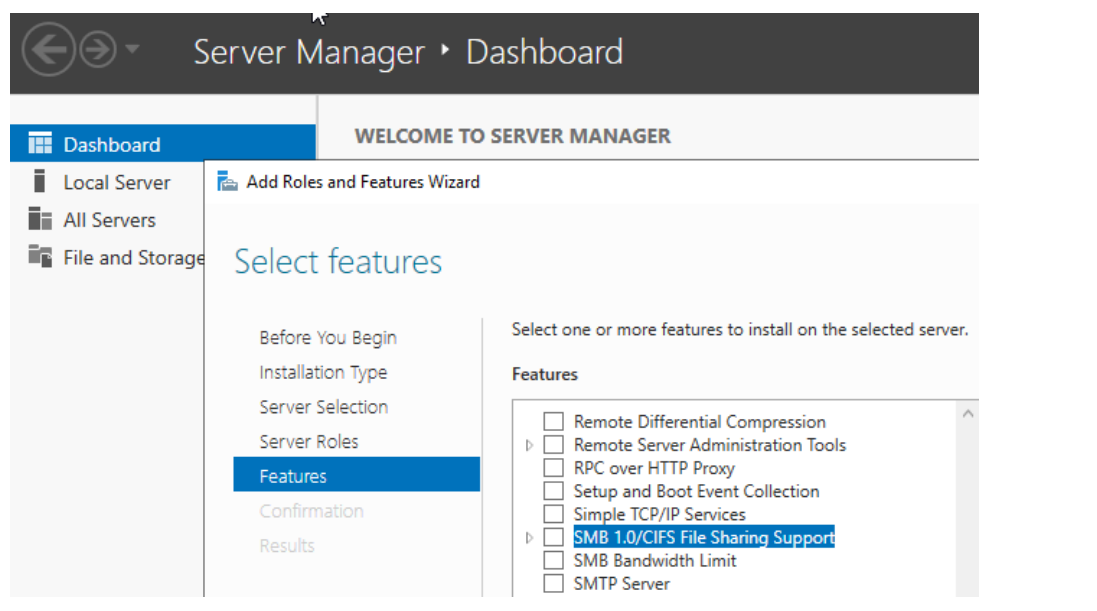 Server Manager ‣ Dashboard
Dashboard
Local Server
All Servers
File and Storage
WELCOME TO SERVER MANAGER
Add Roles and Features Wizard
Select features
Before You Begin
Installation Type
Server Selection
Server Roles
Features
Confirmation
Results
Select one or more features to install on the selected server.
Features
Remote Differential Compression
Remote Server Administration Tools
RPC over HTTP Proxy
Setup and Boot Event Collection
Simple TCP/IP Services
SMB 1.0/CIFS File Sharing Support
SMB Bandwidth Limit
SMTP Server